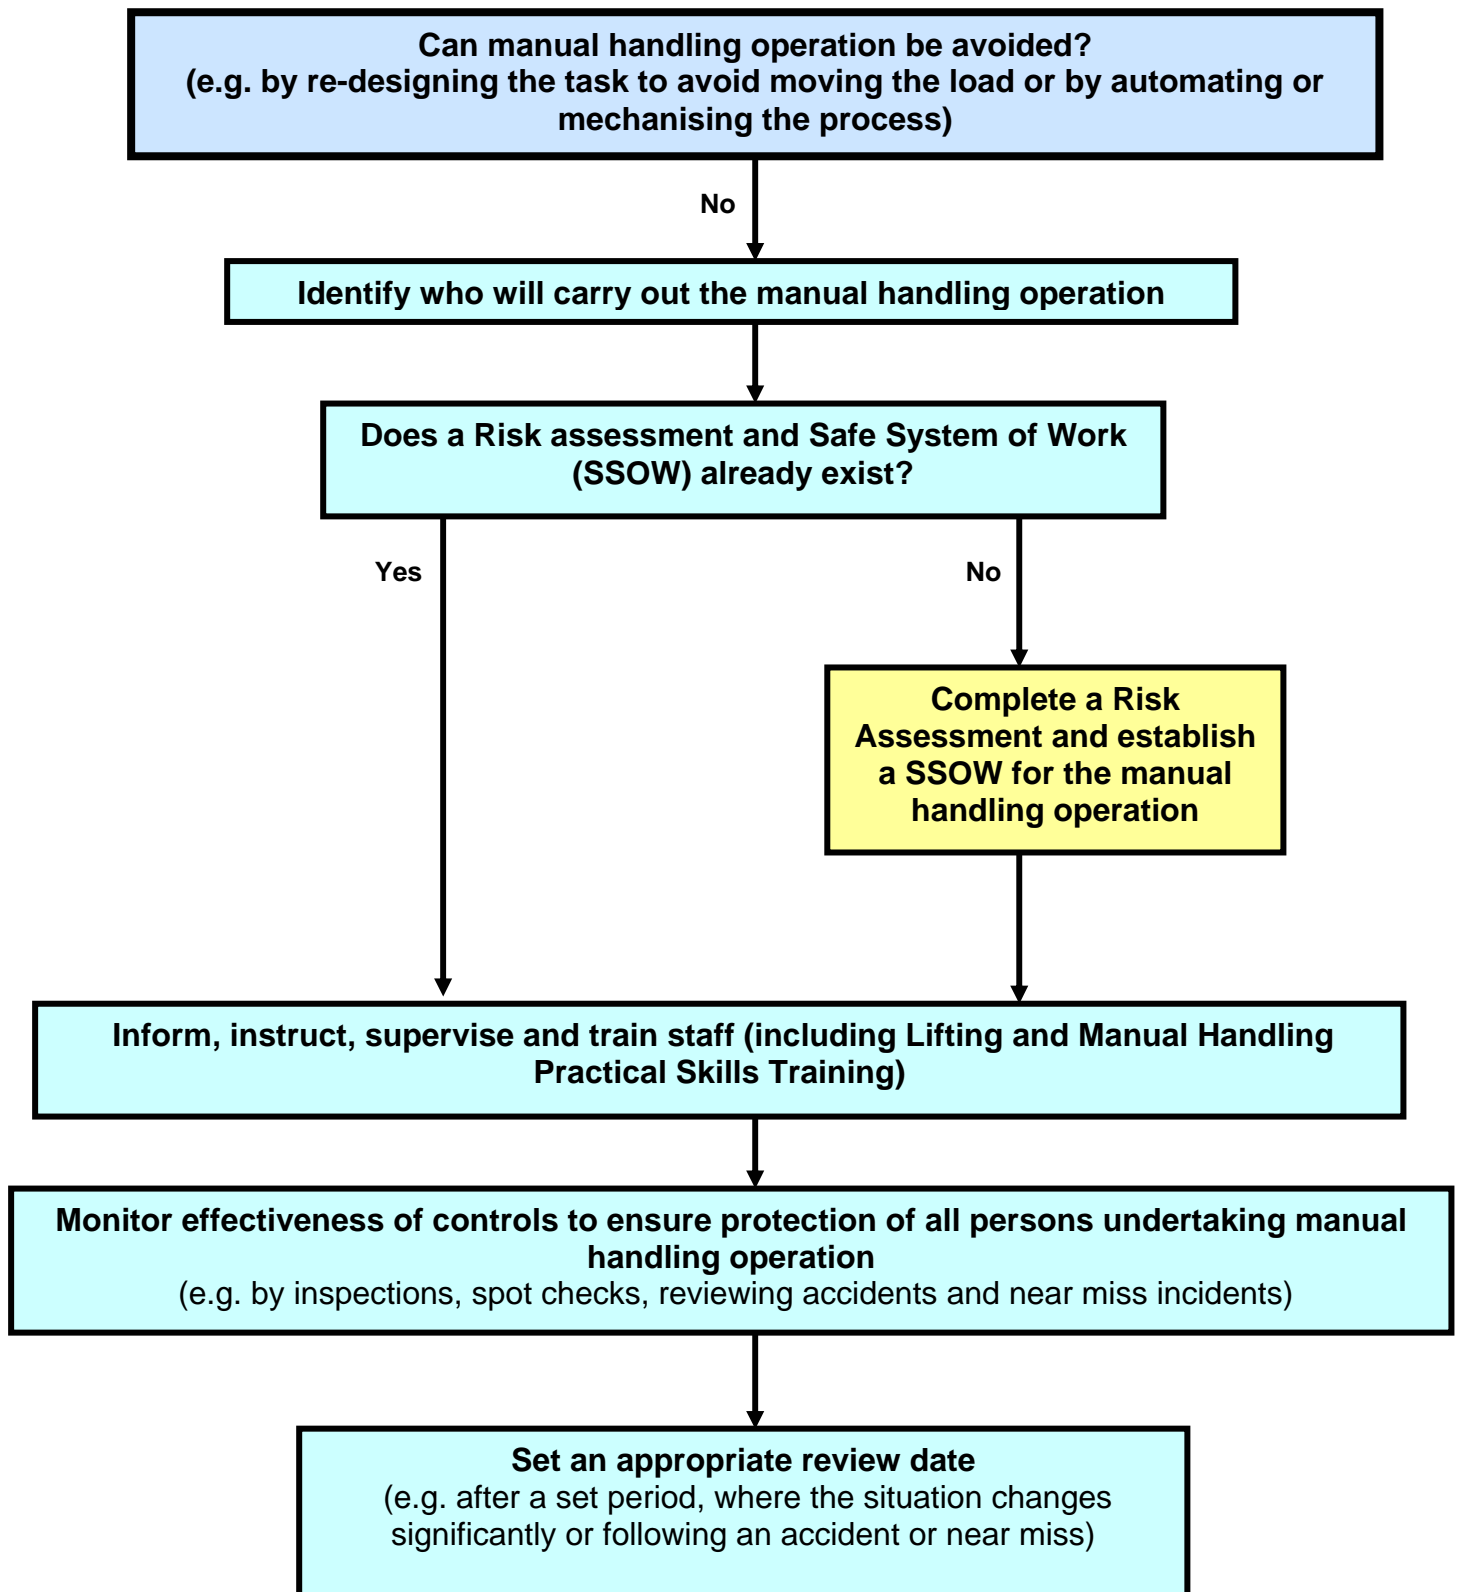 Can manual handling operation be avoided?
(e.g. by re-designing the task to avoid moving the load or by automating or
mechanising the process)
No
Identify who will carry out the manual handling operation
Does a Risk assessment and Safe System of Work
(SSOW) already exist?
Yes
No
Complete a Risk
Assessment and establish
a SSOW for the manual
handling operation
Inform, instruct, supervise and train staff (including Lifting and Manual Handling
Practical Skills Training)
Monitor effectiveness of controls to ensure protection of all persons undertaking manual
handling operation
(e.g. by inspections, spot checks, reviewing accidents and near miss incidents)
Set an appropriate review date
(e.g. after a set period, where the situation changes
significantly or following an accident or near miss)